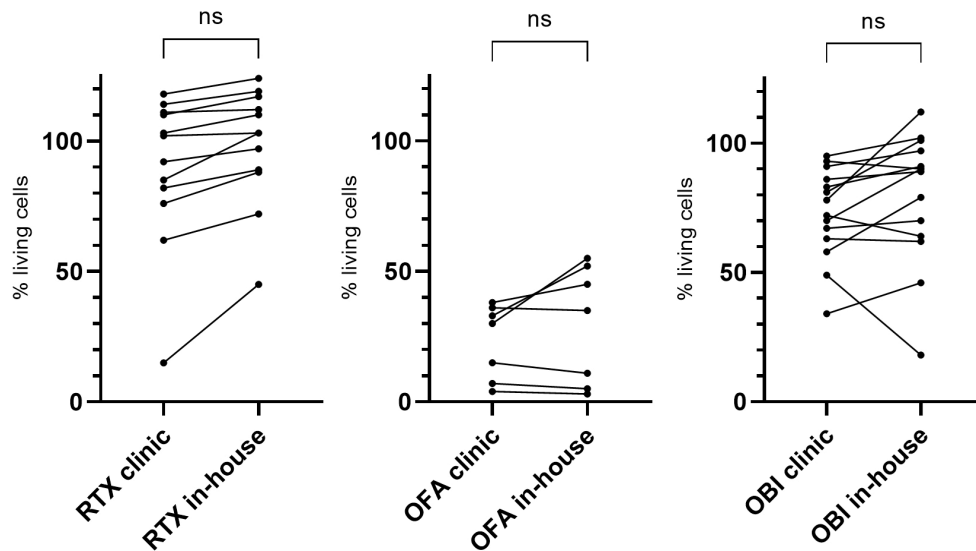 ns
% living cells
100
50
0
RTX clinic
RTX in-house
ns
% living cells
100
50
0
OFA clinic
OFA in-house
ns
% living cells
100
50
0
OBI clinic
OBI in-house